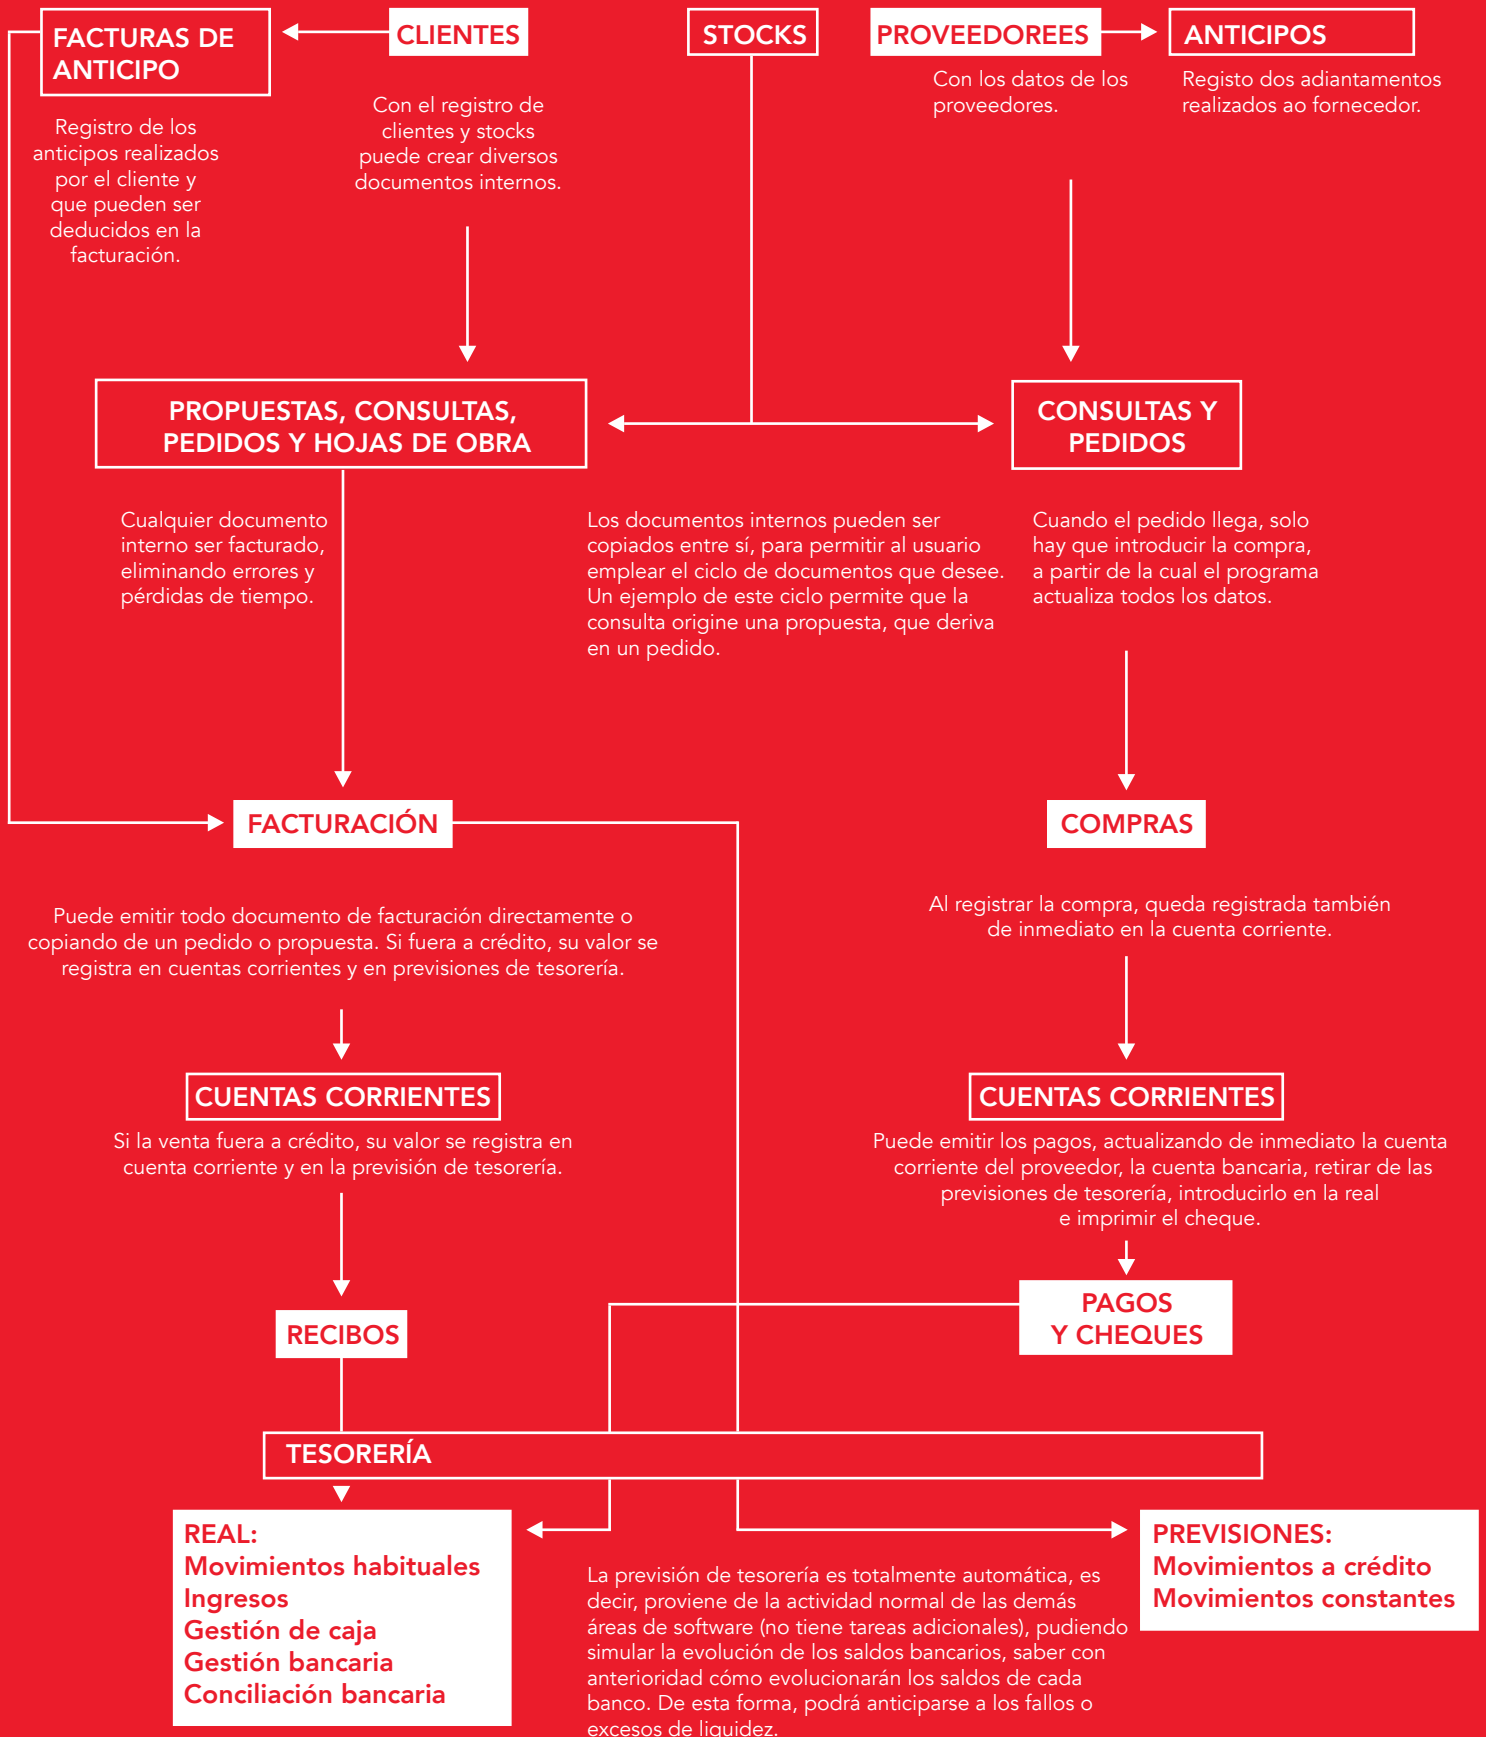 FACTURAS DE
ANTICIPO
CLIENTES
STOCKS
PROVEEDOREES
ANTICIPOS
Registro de los
anticipos realizados
por el cliente y
que pueden ser
deducidos en la
facturación.
Con el registro de
clientes y stocks
puede crear diversos
documentos internos.
Con los datos de los
proveedores.
Registo dos adiantamentos
realizados ao fornecedor.
PROPUESTAS, CONSULTAS,
PEDIDOS Y HOJAS DE OBRA
CONSULTAS Y
PEDIDOS
Cualquier documento
interno ser facturado,
eliminando errores y
pérdidas de tiempo.
Los documentos internos pueden ser
copiados entre sí, para permitir al usuario
emplear el ciclo de documentos que desee.
Un ejemplo de este ciclo permite que la
consulta origine una propuesta, que deriva
en un pedido.
Cuando el pedido llega, solo
hay que introducir la compra,
a partir de la cual el programa
actualiza todos los datos.
FACTURACIÓN
COMPRAS
Puede emitir todo documento de facturación directamente o
copiando de un pedido o propuesta. Si fuera a crédito, su valor se
registra en cuentas corrientes y en previsiones de tesorería.
Al registrar la compra, queda registrada también
de inmediato en la cuenta corriente.
CUENTAS CORRIENTES
CUENTAS CORRIENTES
Si la venta fuera a crédito, su valor se registra en
cuenta corriente y en la previsión de tesorería.
Puede emitir los pagos, actualizando de inmediato la cuenta
corriente del proveedor, la cuenta bancaria, retirar de las
previsiones de tesorería, introducirlo en la real
e imprimir el cheque.
RECIBOS
PAGOS
Y CHEQUES
TESORERÍA
REAL:
Movimientos habituales
Ingresos
Gestión de caja
Gestión bancaria
Conciliación bancaria
La previsión de tesorería es totalmente automática, es
decir, proviene de la actividad normal de las demás
áreas de software (no tiene tareas adicionales), pudiendo
simular la evolución de los saldos bancarios, saber con
anterioridad cómo evolucionarán los saldos de cada
banco. De esta forma, podrá anticiparse a los fallos o
excesos de liquidez.
PREVISIONES:
Movimientos a crédito
Movimientos constantes